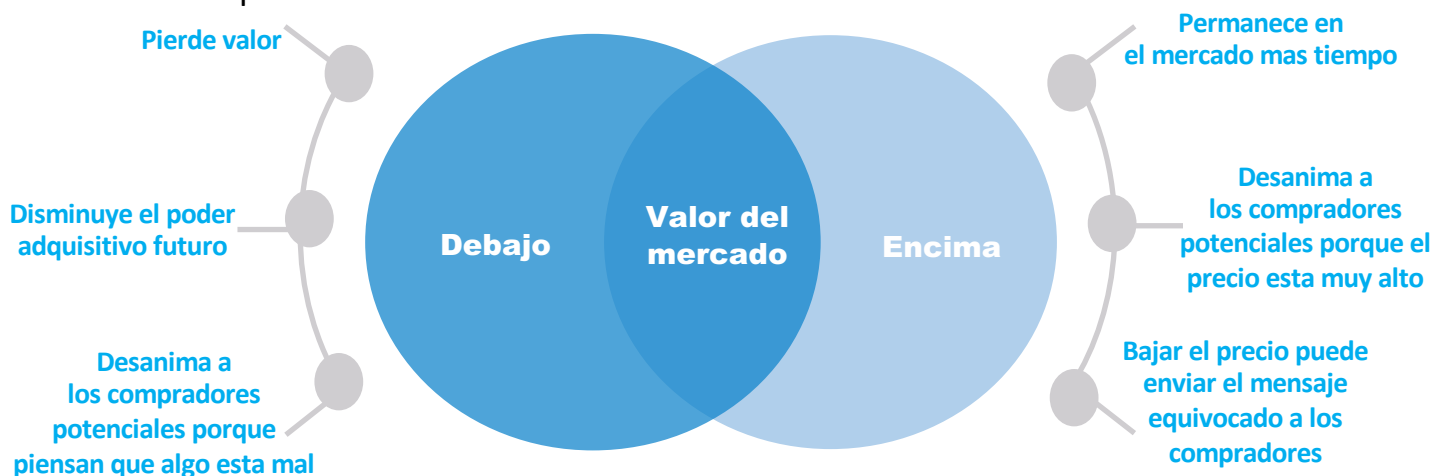 Pierde valor
Disminuye el poder
adquisitivo futuro
Desanima a
los compradores
potenciales porque
piensan que algo esta mal
Debajo
Valor del
mercado
Encima
Permanece en
el mercado mas tiempo
Desanima a
los compradores
potenciales porque el
precio esta muy alto
Bajar el precio puede
enviar el mensaje
equivocado a los
compradores